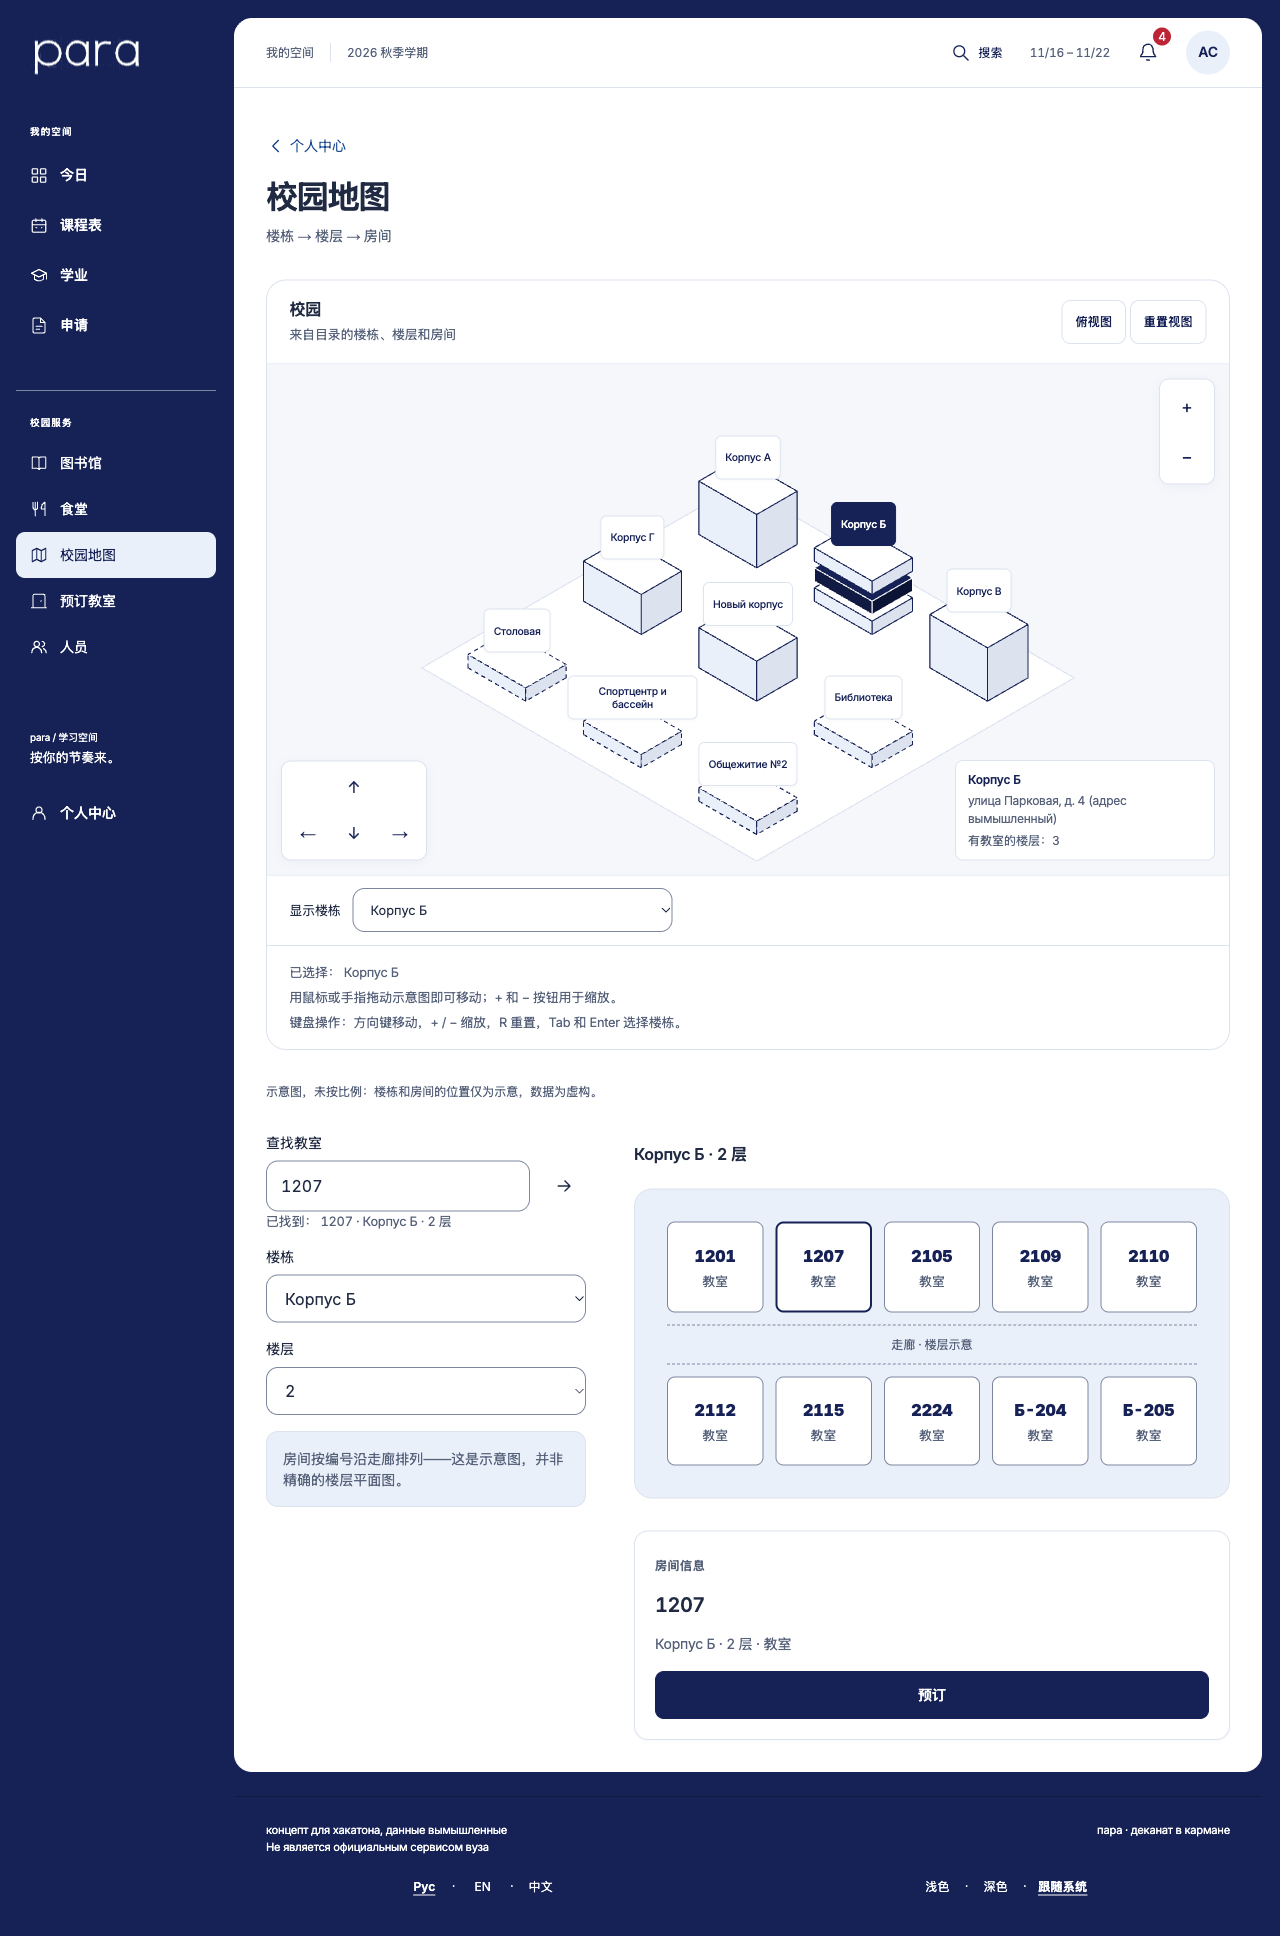 para
我的空间
今日
课程表
学业
申请
校园服务
图书馆
食堂
校园地图
预订教室
人员
para / 学习空间
按你的节奏来。
个人中心
我的空间
2026 秋季学期
搜索
11/16 – 11/22
4
AC
个人中心
校园地图
楼栋 → 楼层 → 房间
校园
来自目录的楼栋、楼层和房间
俯视图
重置视图
+
−
Корпус А
Корпус Б
Корпус Г
Корпус В
Новый корпус
Столовая
Спортцентр и
бассейн
Библиотека
Общежитие №2
↑
← ↓ →
Корпус Б
улица Парковая, д. 4 (адрес
вымышленный)
有教室的楼层：3
显示楼栋
Корпус Б
已选择： Корпус Б
用鼠标或手指拖动示意图即可移动；+ 和 − 按钮用于缩放。
键盘操作：方向键移动，+ / − 缩放，R 重置，Tab 和 Enter 选择楼栋。
示意图，未按比例：楼栋和房间的位置仅为示意，数据为虚构。
查找教室
1207
→
已找到： 1207 · Корпус Б · 2 层
楼栋
Корпус Б
楼层
2
房间按编号沿走廊排列——这是示意图，并非
精确的楼层平面图。
Корпус Б · 2 层
1201
教室
1207
教室
2105
教室
2109
教室
2110
教室
走廊 · 楼层示意
2112
教室
2115
教室
2224
教室
Б-204
教室
Б-205
教室
房间信息
1207
Корпус Б · 2 层 · 教室
预订
концепт для хакатона, данные вымышленные
Не является официальным сервисом вуза
пара · деканат в кармане
Рус · EN · 中文
浅色 · 深色 · 跟随系统